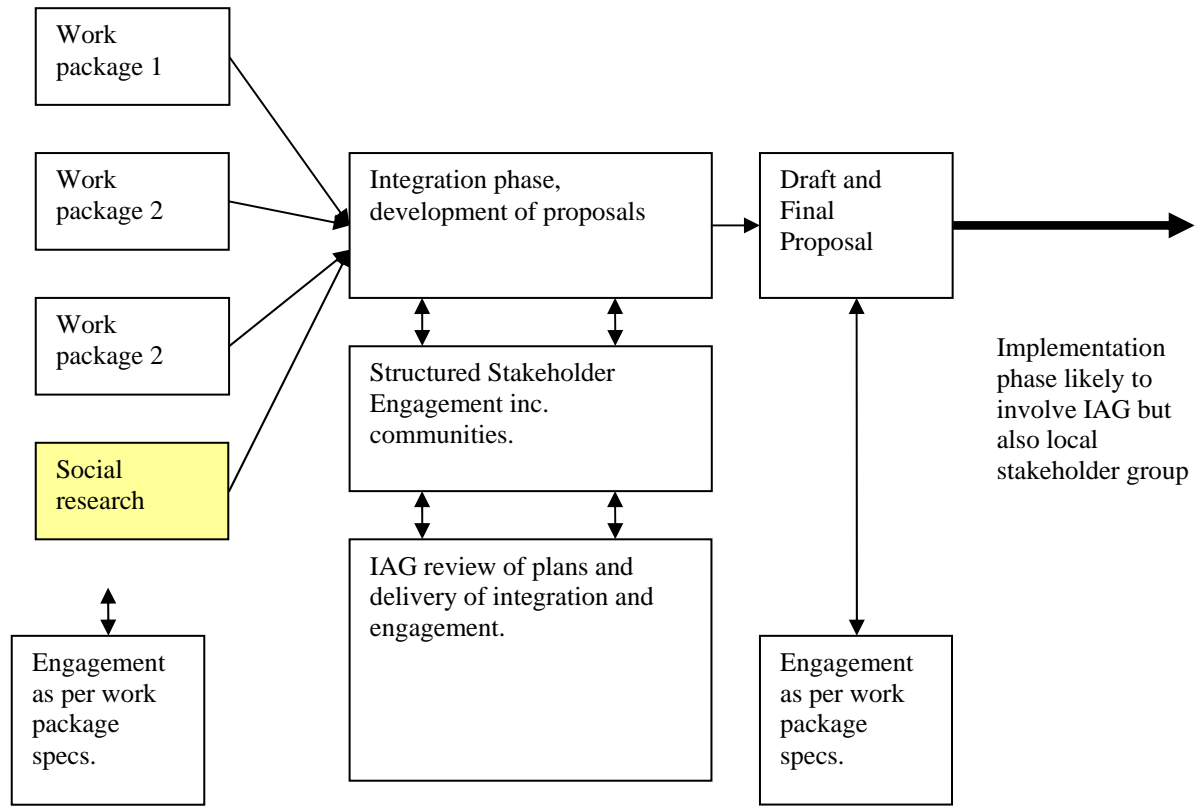 Work
package 1
Work
package 2
Work
package 2
Social
research
Engagement
as per work
package
specs.
Integration phase,
development of proposals
Structured Stakeholder
Engagement inc.
communities.
IAG review of plans and
delivery of integration and
engagement.
Draft and
Final
Proposal
Engagement
as per work
package
specs.
Implementation
phase likely to
involve IAG but
also local
stakeholder group